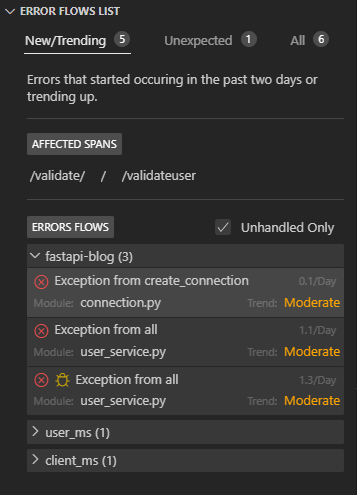 ERROR FLOWS LIST
New/Trending 5 Unexpected 1 All 6
Errors that started occuring in the past two days or
trending up.
AFFECTED SPANS
/validate/ / /validateuser
ERRORS FLOWS Unhandled Only
fastapi-blog (3)
Exception from create_connection 0.1/Day
Module: connection.py Trend: Moderate
Exception from all 1.1/Day
Module: user_service.py Trend: Moderate
Exception from all 1.3/Day
Module: user_service.py Trend: Moderate
user_ms (1)
client_ms (1)